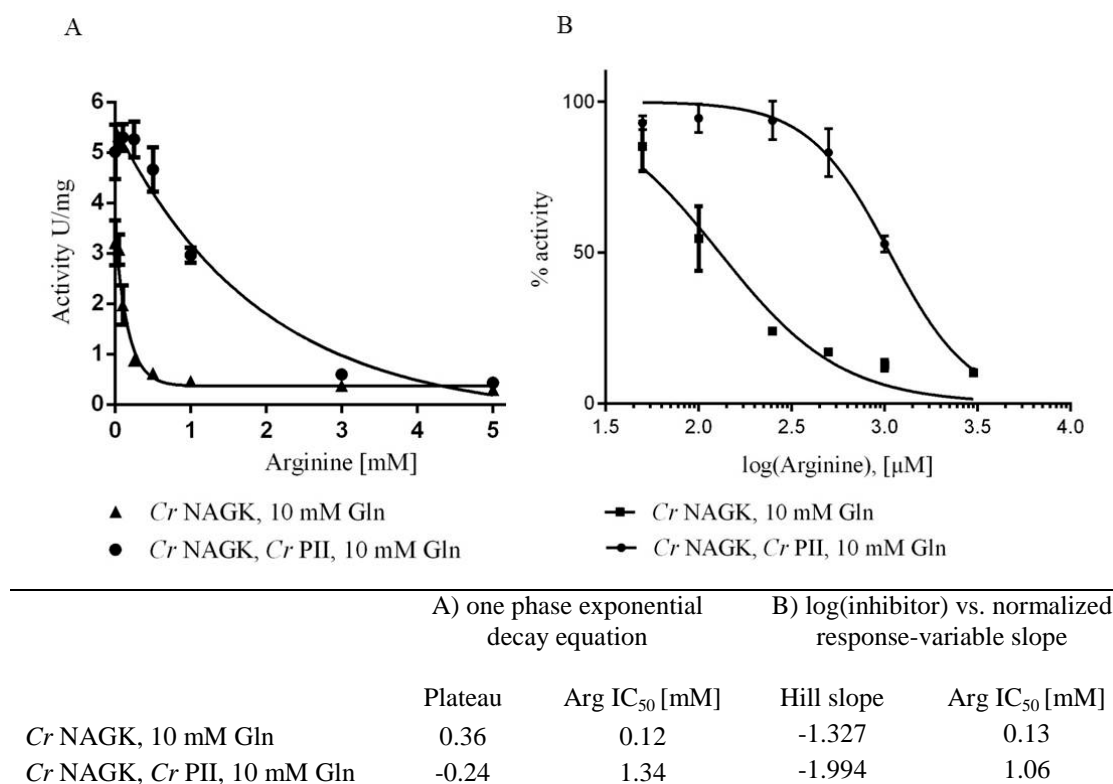 A
B
6
5
4
3
2
1
0
Activity U/mg
0 1 2 3 4 5
Arginine [mM]
▲ Cr NAGK, 10 mM Gln
● Cr NAGK, Cr PII, 10 mM Gln
100
50
0
% activity
1.5 2.0 2.5 3.0 3.5 4.0
log(Arginine), [µM]
Cr NAGK, 10 mM Gln
Cr NAGK, Cr PII, 10 mM Gln
A) one phase exponential decay equation
B) log(inhibitor) vs. normalized response-variable slope
Plateau Arg IC₅₀ [mM] Hill slope Arg IC₅₀ [mM]
Cr NAGK, 10 mM Gln 0.36 0.12 -1.327 0.13
Cr NAGK, Cr PII, 10 mM Gln -0.24 1.34 -1.994 1.06